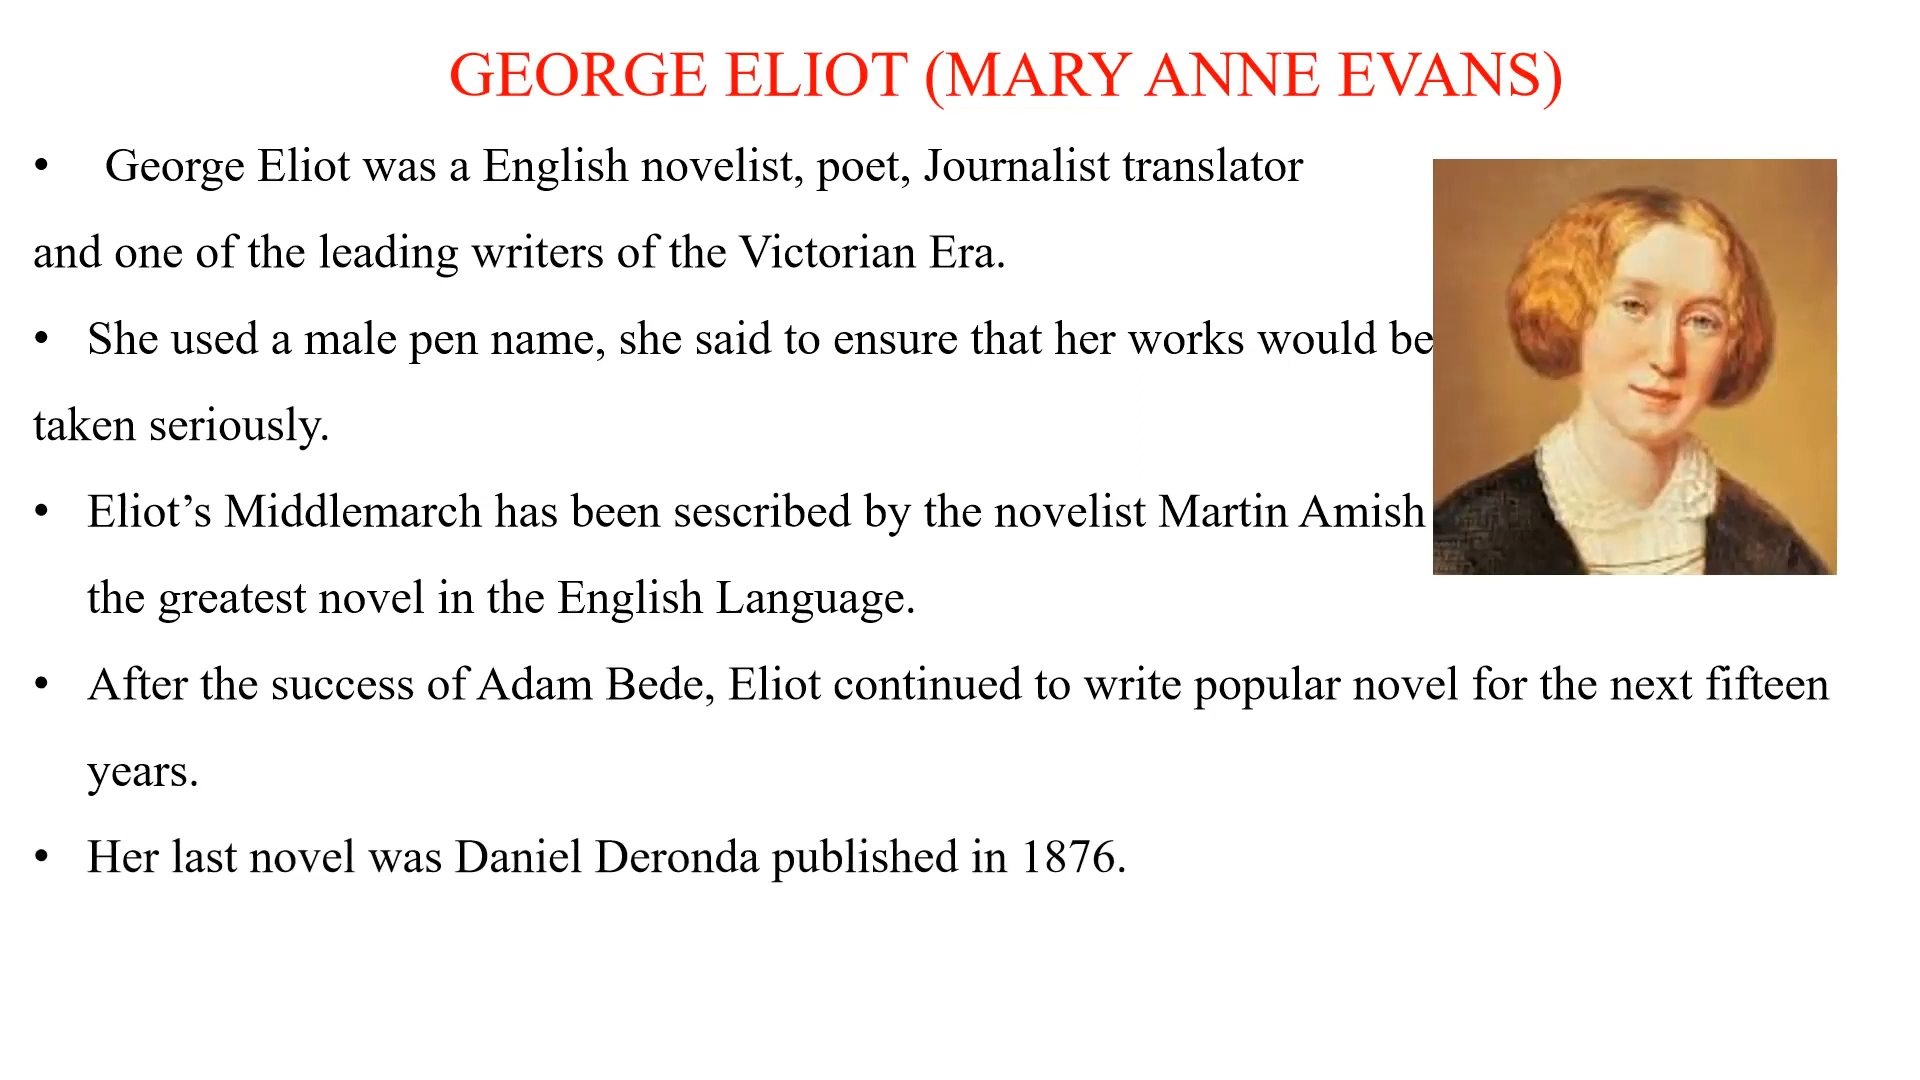 GEORGE ELIOT (MARY ANNE EVANS)
• George Eliot was a English novelist, poet, Journalist translator
and one of the leading writers of the Victorian Era.
• She used a male pen name, she said to ensure that her works would be
taken seriously.
• Eliot’s Middlemarch has been sescribed by the novelist Martin Amish
the greatest novel in the English Language.
• After the success of Adam Bede, Eliot continued to write popular novel for the next fifteen
years.
• Her last novel was Daniel Deronda published in 1876.